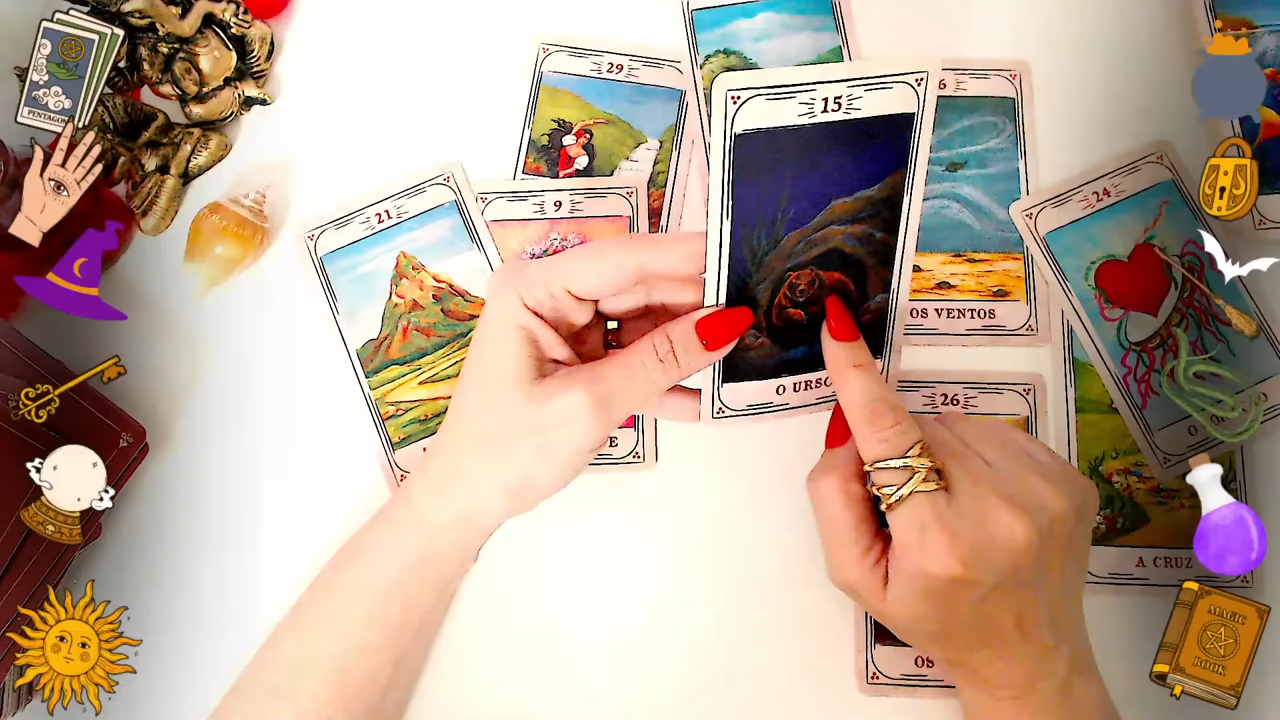 PENTAGON
29
15
6
21
9
24
O URSO
OS VENTOS
26
A CRUZ
OS
MAGIC
BOOK